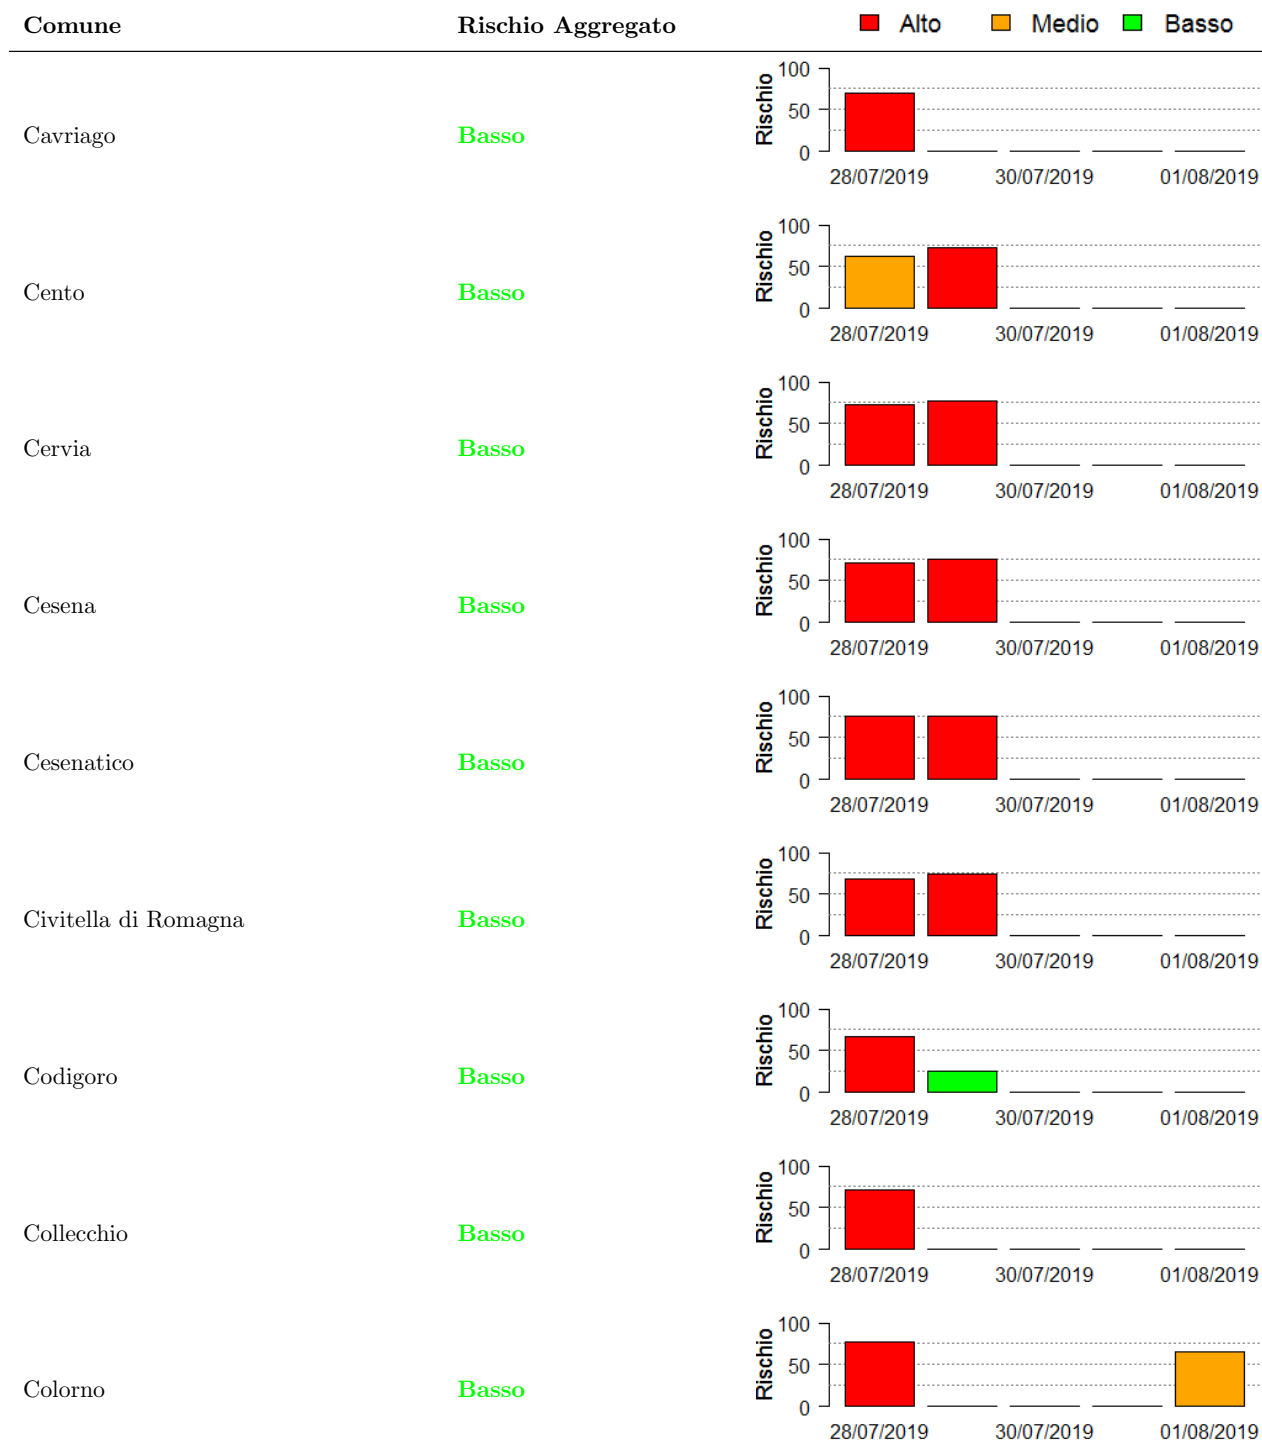 Comune Rischio Aggregato Alto Medio Basso
100
Rischio
Cavriago Basso 50
0
28/07/2019 30/07/2019 01/08/2019
100
Rischio
Cento Basso 50
0
28/07/2019 30/07/2019 01/08/2019
100
Rischio
Cervia Basso 50
0
28/07/2019 30/07/2019 01/08/2019
100
Rischio
Cesena Basso 50
0
28/07/2019 30/07/2019 01/08/2019
100
Rischio
Cesenatico Basso 50
0
28/07/2019 30/07/2019 01/08/2019
100
Rischio
Civitella di Romagna Basso 50
0
28/07/2019 30/07/2019 01/08/2019
100
Rischio
Codigoro Basso 50
0
28/07/2019 30/07/2019 01/08/2019
100
Rischio
Collecchio Basso 50
0
28/07/2019 30/07/2019 01/08/2019
100
Rischio
Colorno Basso 50
0
28/07/2019 30/07/2019 01/08/2019